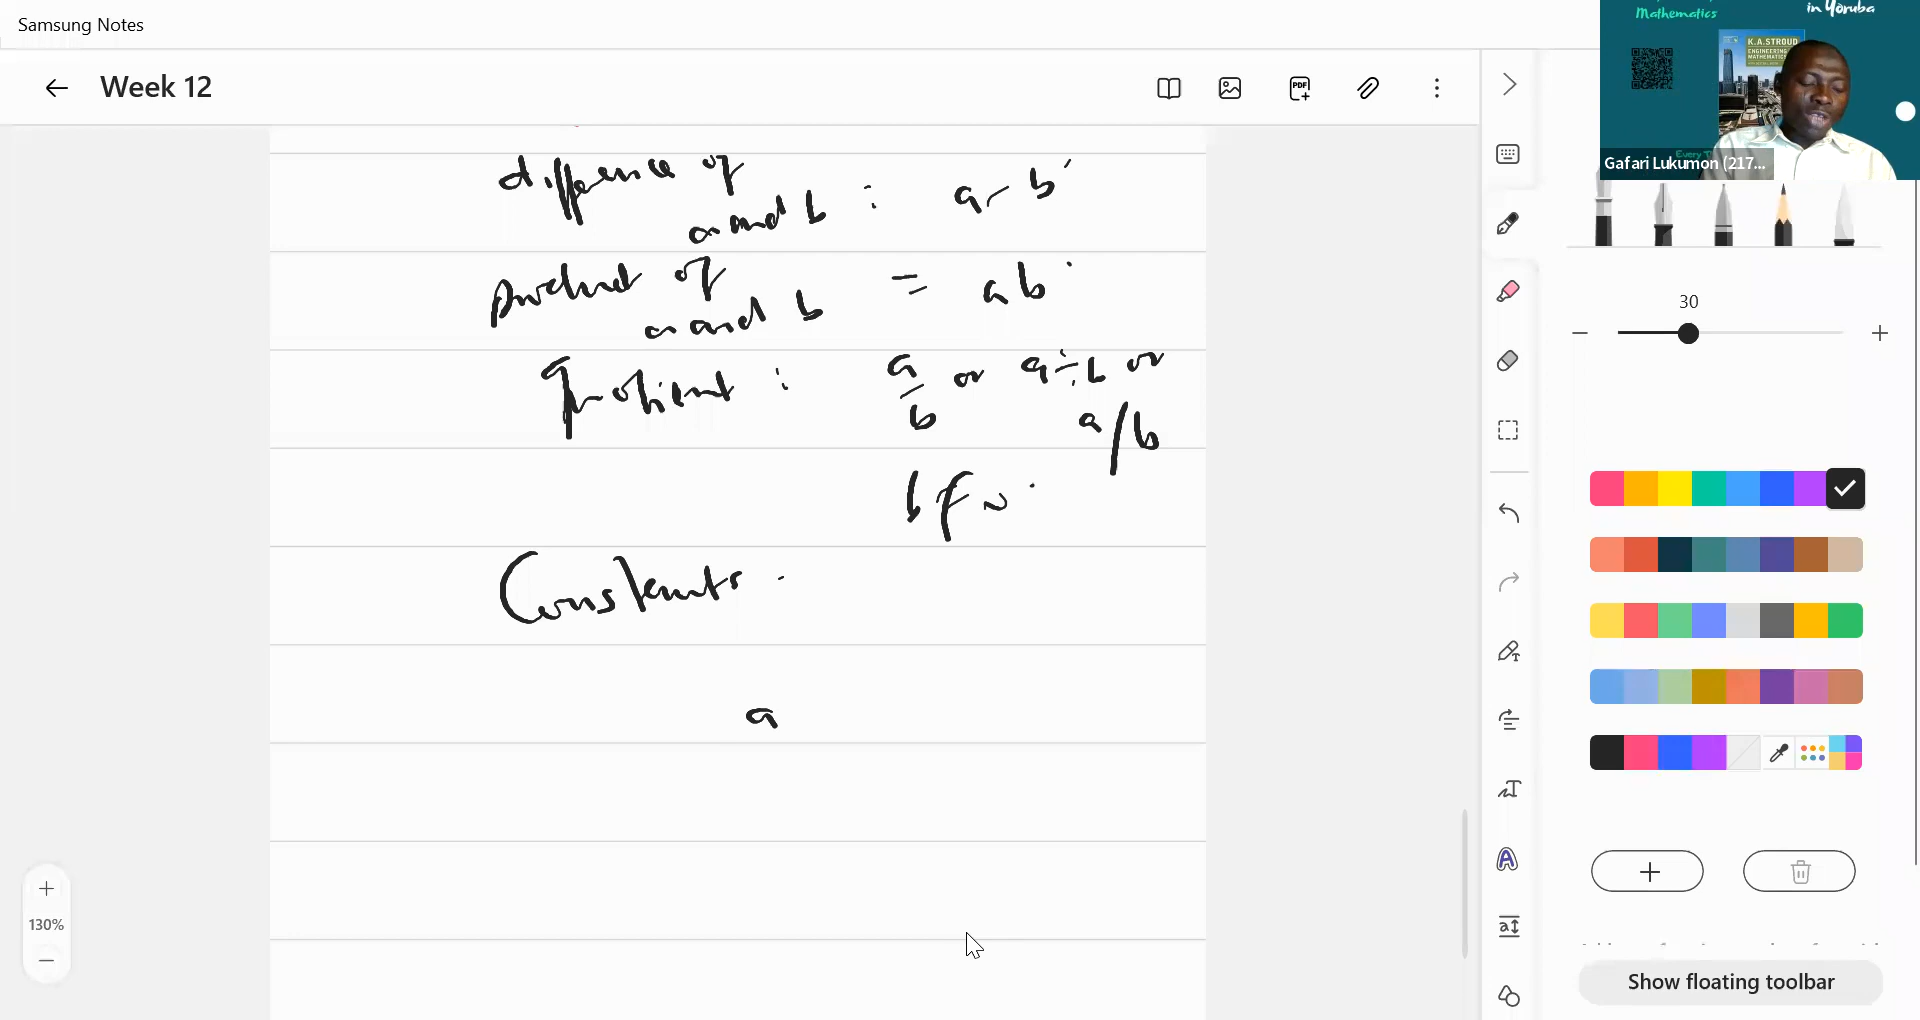 Samsung Notes
Mathematics
in Yoruba
Week 12
K.A. STROUD
ENGINEERING
MATHEMATICS
Gafari Lukumon (217...
difference of
a and b : a - b
product of
a and b = ab
30
Quotient : a/b or a ÷ b or
a/b
b ≠ 0
Constants
a
130%
Show floating toolbar